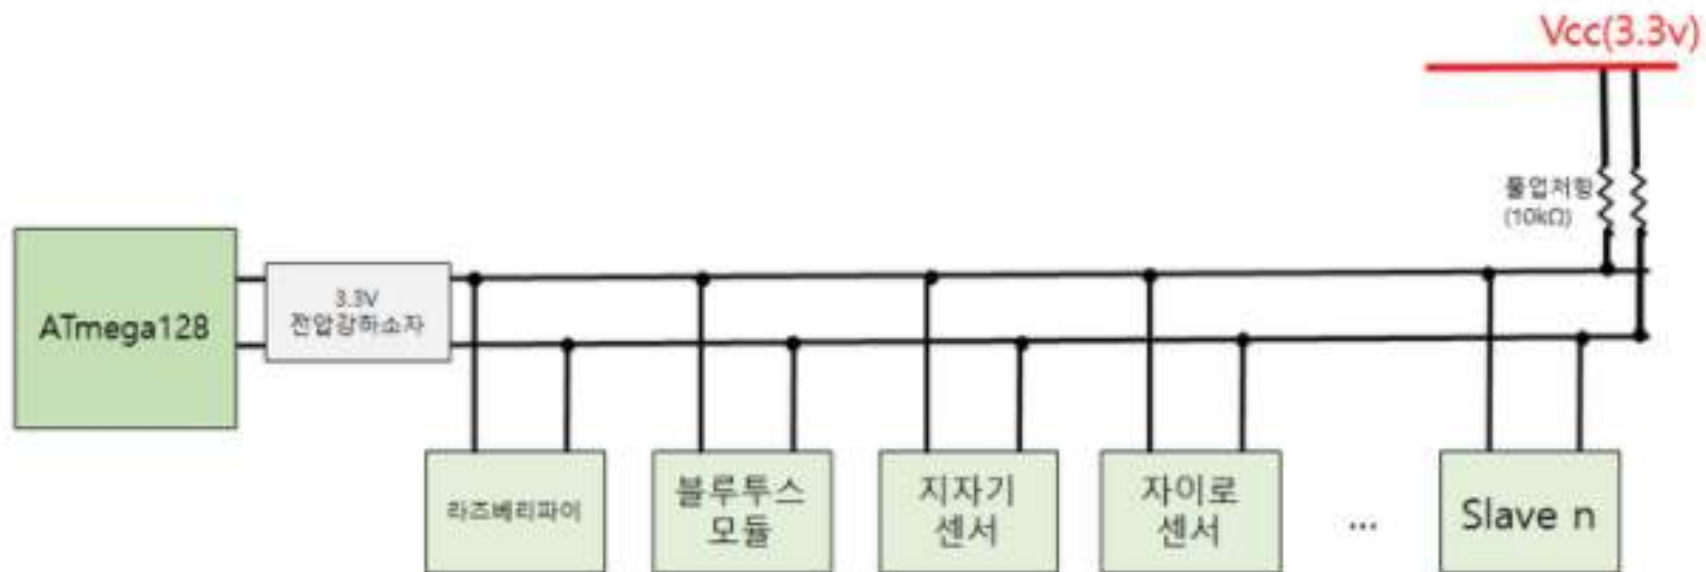 Vcc(3.3v)
풀업저항
(10kΩ)
ATmega128
3.3V
전압강하소자
라즈베리파이
블루투스
모듈
지자기
센서
자이로
센서
...
Slave n